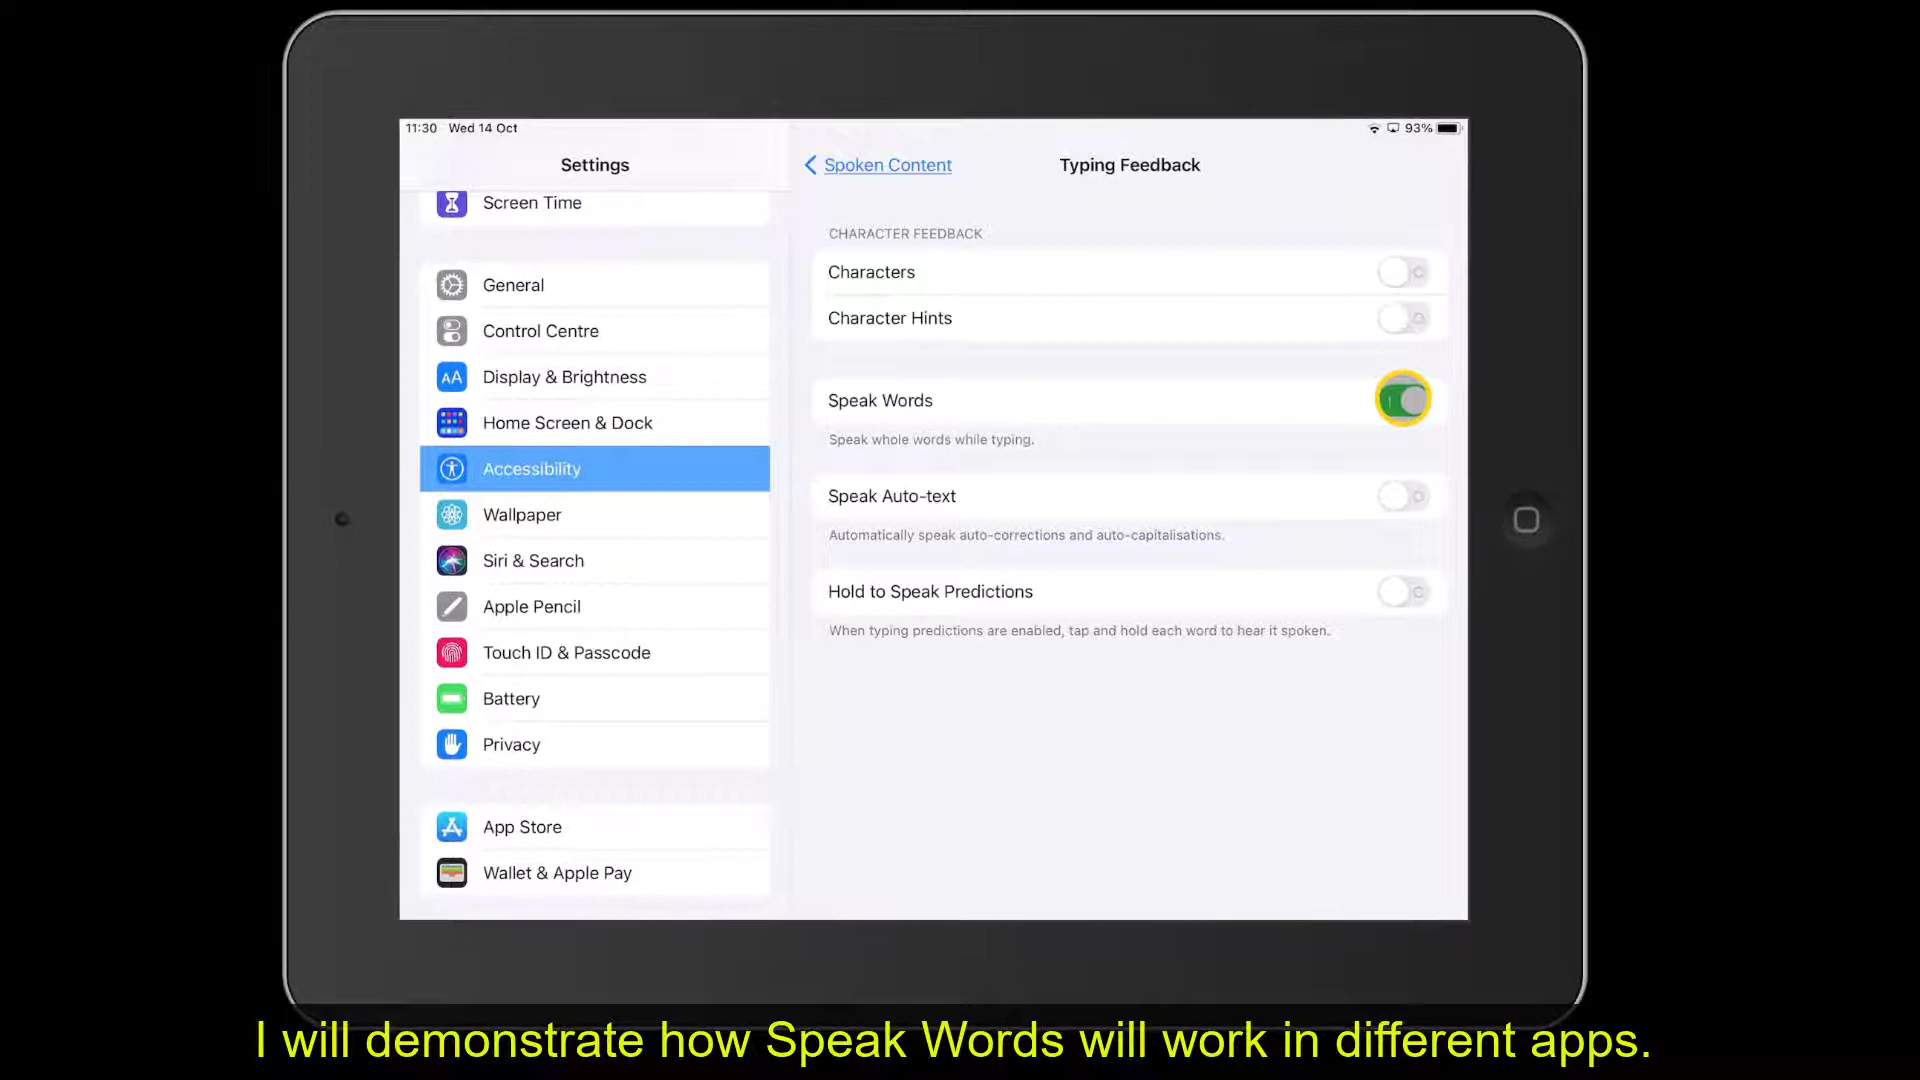 11:30 Wed 14 Oct
93%
Settings
Screen Time
General
Control Centre
AA Display & Brightness
Home Screen & Dock
Accessibility
Wallpaper
Siri & Search
Apple Pencil
Touch ID & Passcode
Battery
Privacy
App Store
Wallet & Apple Pay
Spoken Content
Typing Feedback
CHARACTER FEEDBACK
Characters
Character Hints
Speak Words
Speak whole words while typing.
Speak Auto-text
Automatically speak auto-corrections and auto-capitalisations.
Hold to Speak Predictions
When typing predictions are enabled, tap and hold each word to hear it spoken.
I will demonstrate how Speak Words will work in different apps.